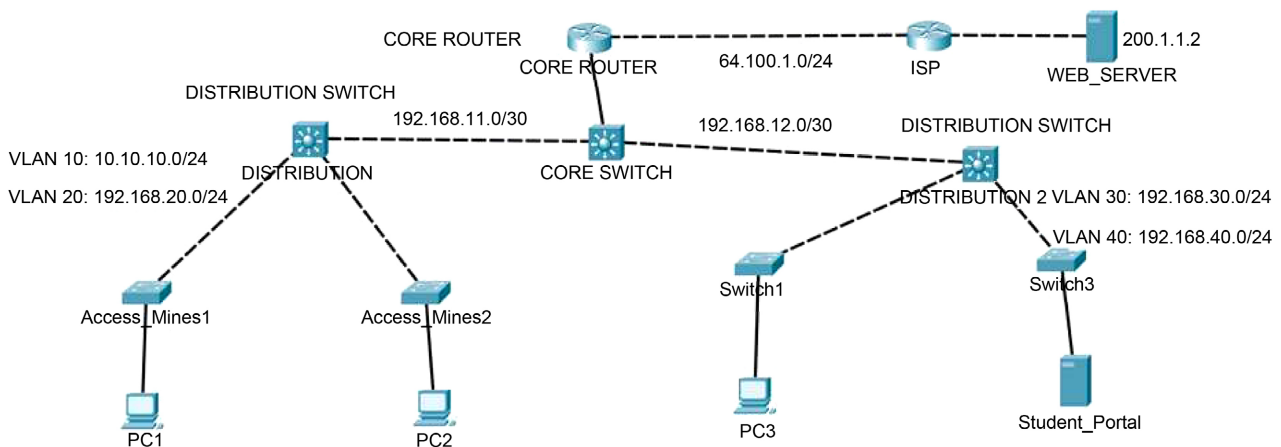 CORE ROUTER
CORE ROUTER
64.100.1.0/24
ISP
200.1.1.2
WEB_SERVER
DISTRIBUTION SWITCH
192.168.11.0/30
192.168.12.0/30
DISTRIBUTION SWITCH
VLAN 10: 10.10.10.0/24
DISTRIBUTION
CORE SWITCH
VLAN 20: 192.168.20.0/24
DISTRIBUTION 2
VLAN 30: 192.168.30.0/24
VLAN 40: 192.168.40.0/24
Access_Mines1
Access_Mines2
Switch1
Switch3
PC1
PC2
PC3
Student_Portal